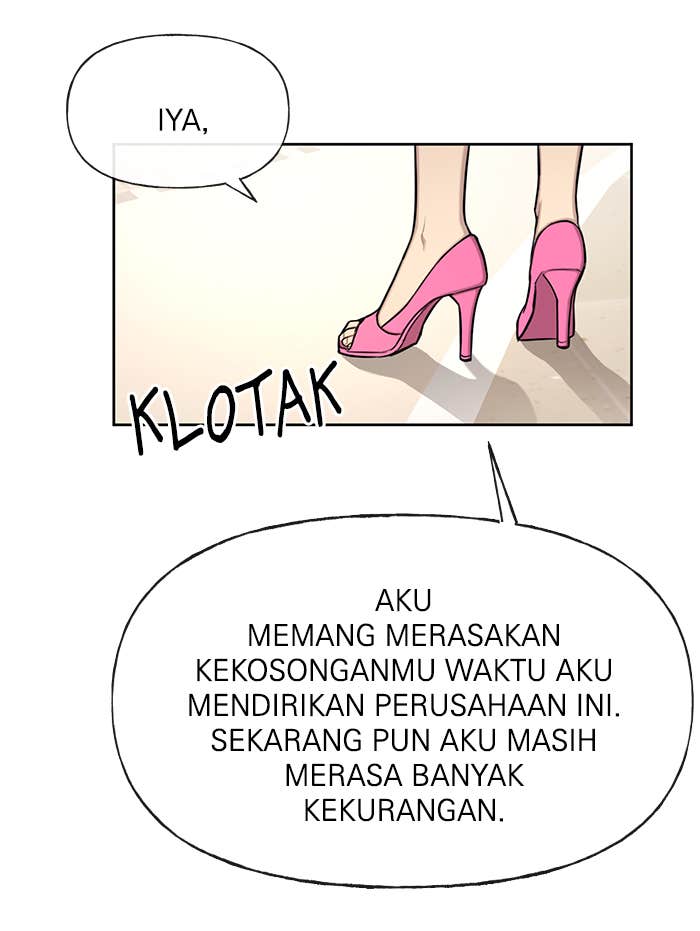 IYA,
KLOTAK
AKU
MEMANG MERASAKAN
KEKOSONGANMU WAKTU AKU
MENDIRIKAN PERUSAHAAN INI.
SEKARANG PUN AKU MASIH
MERASA BANYAK
KEKURANGAN.